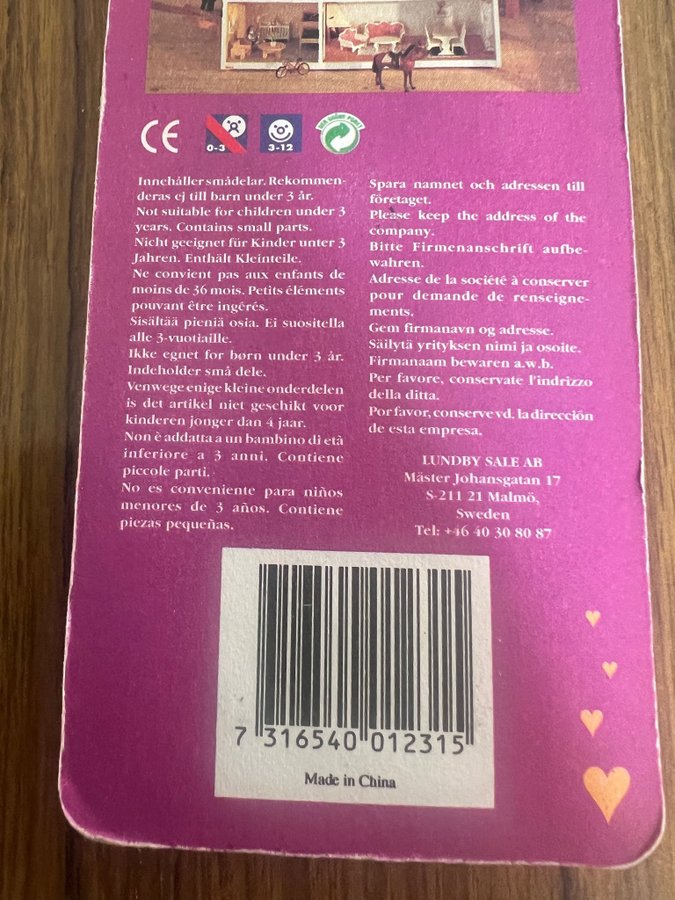 CE
0-3
3-12
DER GRÜNE PUNKT
Innehåller smådelar. Rekommen-
deras ej till barn under 3 år.
Not suitable for children under 3
years. Contains small parts.
Nicht geeignet für Kinder unter 3
Jahren. Enthält Kleinteile.
Ne convient pas aux enfants de
moins de 36 mois. Petits éléments
pouvant être ingérés.
Sisältää pieniä osia. Ei suositella
alle 3-vuotiaille.
Ikke egnet for børn under 3 år.
Indeholder små dele.
Venwege enige kleine onderdelen
is det artikel niet geschikt voor
kinderen jonger dan 4 jaar.
Non è addatta a un bambino di età
inferiore a 3 anni. Contiene
piccole parti.
No es conveniente para niños
menores de 3 años. Contiene
piezas pequeñas.
Spara namnet och adressen till
företaget.
Please keep the address of the
company.
Bitte Firmenanschrift aufbe-
wahren.
Adresse de la société à conserver
pour demande de renseigne-
ments.
Gem firmanavn og adresse.
Säilytä yrityksen nimi ja osoite.
Firmanaam bewaren a.w.b.
Per favore, conservate l'indrizzo
della ditta.
Por favor, conserve vd. la dirección
de esta empresa.
LUNDBY SALE AB
Mäster Johansgatan 17
S-211 21 Malmö,
Sweden
Tel: +46 40 30 80 87
7 316540 012315
Made in China